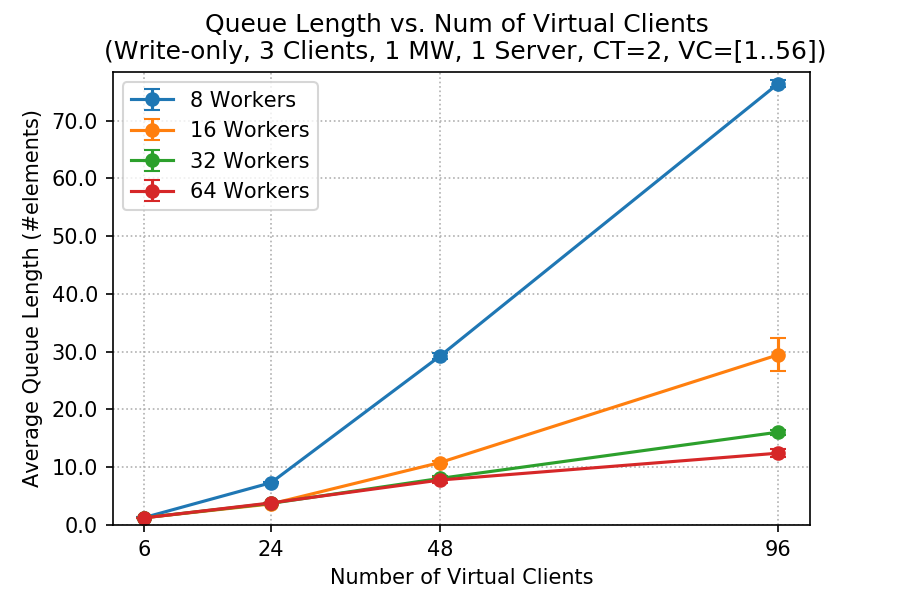 Queue Length vs. Num of Virtual Clients
(Write-only, 3 Clients, 1 MW, 1 Server, CT=2, VC=[1..56])
8 Workers
16 Workers
32 Workers
64 Workers
Average Queue Length (#elements)
70.0
60.0
50.0
40.0
30.0
20.0
10.0
0.0
6 24 48 96
Number of Virtual Clients